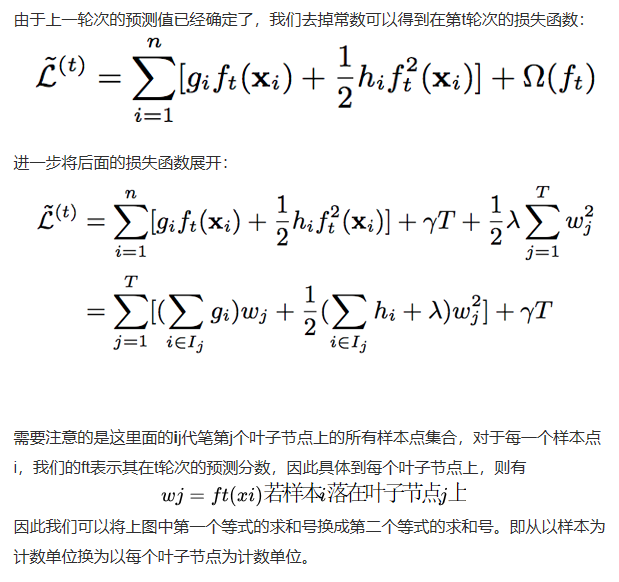 由于上一轮次的预测值已经确定了，我们去掉常数可以得到在第t轮次的损失函数：
$\tilde{\mathcal{L}}^{(t)} = \sum_{i=1}^{n}[g_i f_t(\mathbf{x}_i) + \frac{1}{2}h_i f_t^2(\mathbf{x}_i)] + \Omega(f_t)$
进一步将后面的损失函数展开：
$\tilde{\mathcal{L}}^{(t)} = \sum_{i=1}^{n}[g_i f_t(\mathbf{x}_i) + \frac{1}{2}h_i f_t^2(\mathbf{x}_i)] + \gamma T + \frac{1}{2}\lambda \sum_{j=1}^{T} w_j^2$
$= \sum_{j=1}^{T}[(\sum_{i \in I_j} g_i)w_j + \frac{1}{2}(\sum_{i \in I_j} h_i + \lambda)w_j^2] + \gamma T$
需要注意的是这里面的Ij代笔第j个叶子节点上的所有样本点集合，对于每一个样本点
i，我们的ft表示其在t轮次的预测分数，因此具体到每个叶子节点上，则有
wj = ft(xi)若样本i落在叶子节点j上
因此我们可以将上图中第一个等式的求和号换成第二个等式的求和号。即从以样本为
计数单位换为以每个叶子节点为计数单位。